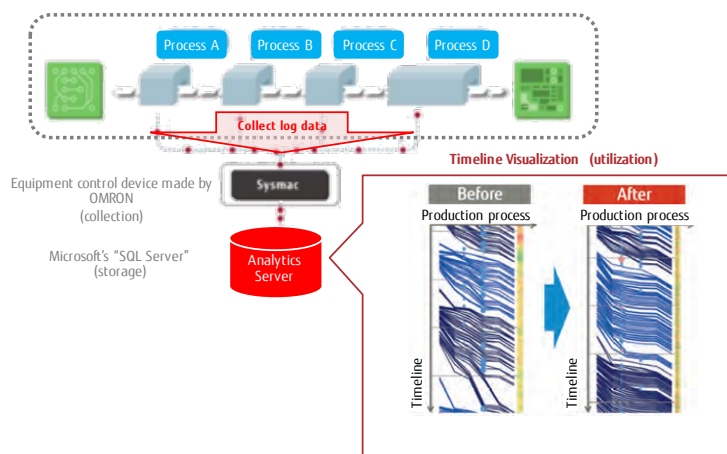 Process A
Process B
Process C
Process D
Collect log data
Timeline Visualization (utilization)
Equipment control device made by
OMRON
(collection)
Sysmac
Microsoft's "SQL Server"
(storage)
Analytics
Server
Before
After
Production process
Production process
Timeline
Timeline